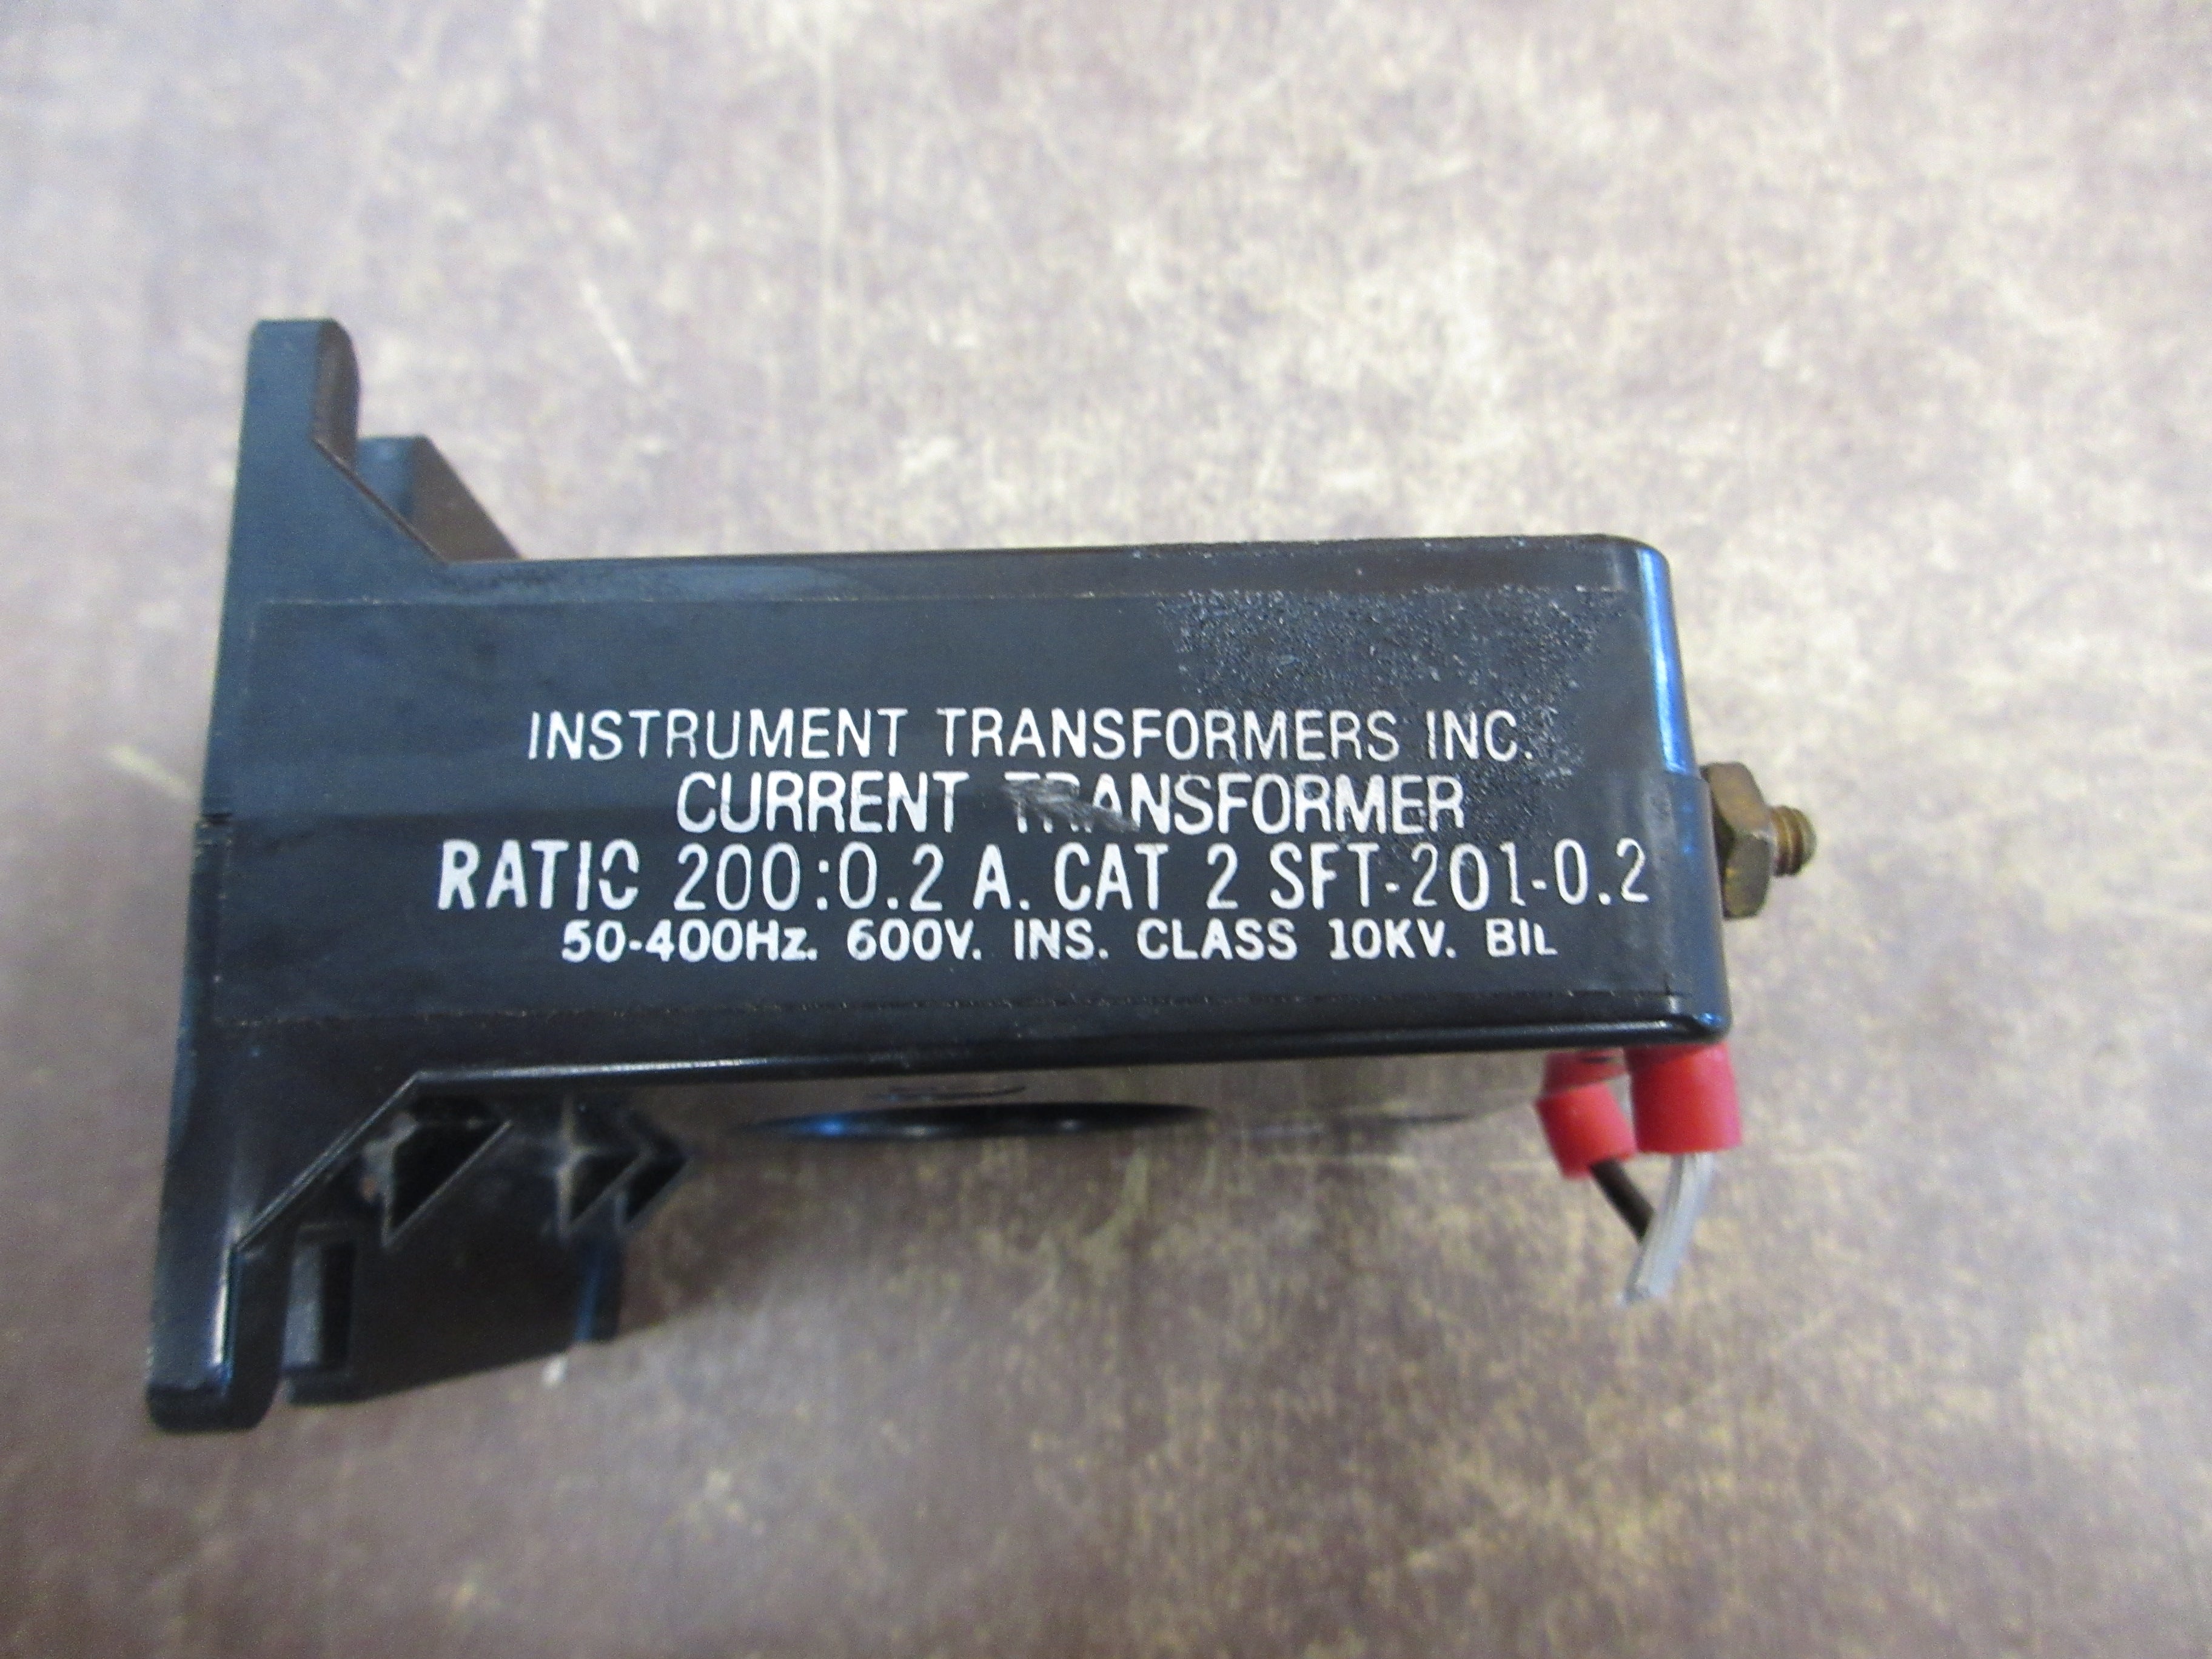 INSTRUMENT TRANSFORMERS INC.
CURRENT TRANSFORMER
RATIO 200:0.2 A. CAT 2 SFT-201-0.2
50-400Hz. 600V. INS. CLASS 10KV. BIL